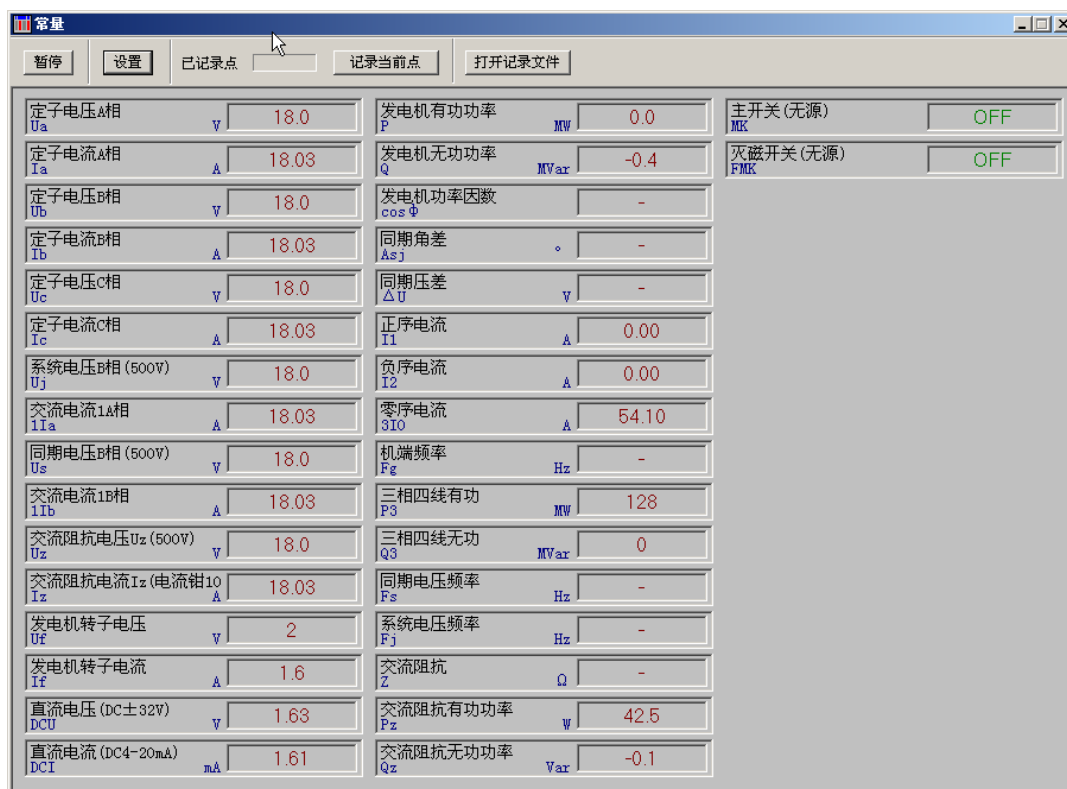 常量
暂停 设置 已记录点 记录当前点 打开记录文件
定子电压A相
Ua V 18.0
定子电流A相
Ia A 18.03
定子电压B相
Ub V 18.0
定子电流B相
Ib A 18.03
定子电压C相
Uc V 18.0
定子电流C相
Ic A 18.03
系统电压B相(500V)
Uj V 18.0
交流电流1A相
1Ia A 18.03
同期电压B相(500V)
Us V 18.0
交流电流1B相
1Ib A 18.03
交流阻抗电压Uz(500V)
Uz V 18.0
交流阻抗电流Iz(电流钳10
Iz A 18.03
发电机转子电压
Uf V 2
发电机转子电流
If A 1.6
直流电压(DC±32V)
DCU V 1.63
直流电流(DC4-20mA)
DCI mA 1.61
发电机有功功率
P MW 0.0
发电机无功功率
Q MVar -0.4
发电机功率因数
cosΦ -
同期角差
Asj ° -
同期压差
△U V -
正序电流
I1 A 0.00
负序电流
I2 A 0.00
零序电流
3I0 A 54.10
机端频率
Fg Hz -
三相四线有功
P3 MW 128
三相四线无功
Q3 MVar 0
同期电压频率
Fs Hz -
系统电压频率
Fj Hz -
交流阻抗
Z Ω -
交流阻抗有功功率
Pz W 42.5
交流阻抗无功功率
Qz Var -0.1
主开关(无源)
MK OFF
灭磁开关(无源)
FMK OFF